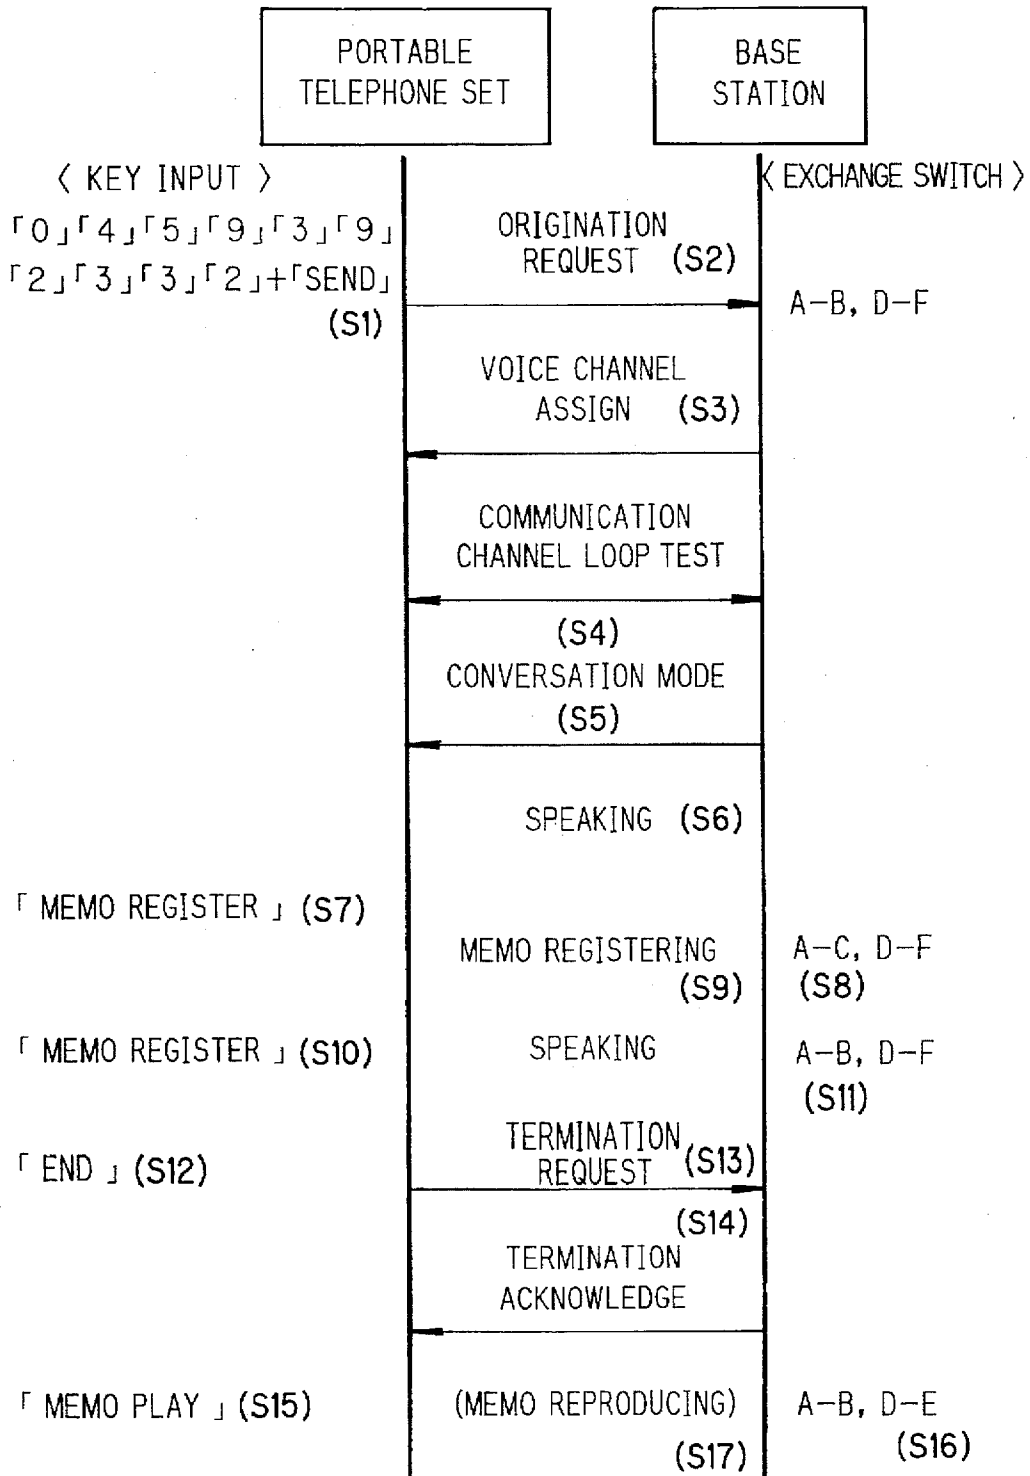 PORTABLE
TELEPHONE SET
BASE
STATION
〈 KEY INPUT 〉
〈 EXCHANGE SWITCH 〉
「0」「4」「5」「9」「3」「9」
「2」「3」「3」「2」+「SEND」
(S1)
ORIGINATION
REQUEST (S2)
A-B, D-F
VOICE CHANNEL
ASSIGN (S3)
COMMUNICATION
CHANNEL LOOP TEST
(S4)
CONVERSATION MODE
(S5)
SPEAKING (S6)
「 MEMO REGISTER 」 (S7)
MEMO REGISTERING
(S9)
A-C, D-F
(S8)
「 MEMO REGISTER 」 (S10)
SPEAKING
A-B, D-F
(S11)
TERMINATION
REQUEST (S13)
「 END 」 (S12)
(S14)
TERMINATION
ACKNOWLEDGE
「 MEMO PLAY 」 (S15)
(MEMO REPRODUCING)
(S17)
A-B, D-E
(S16)